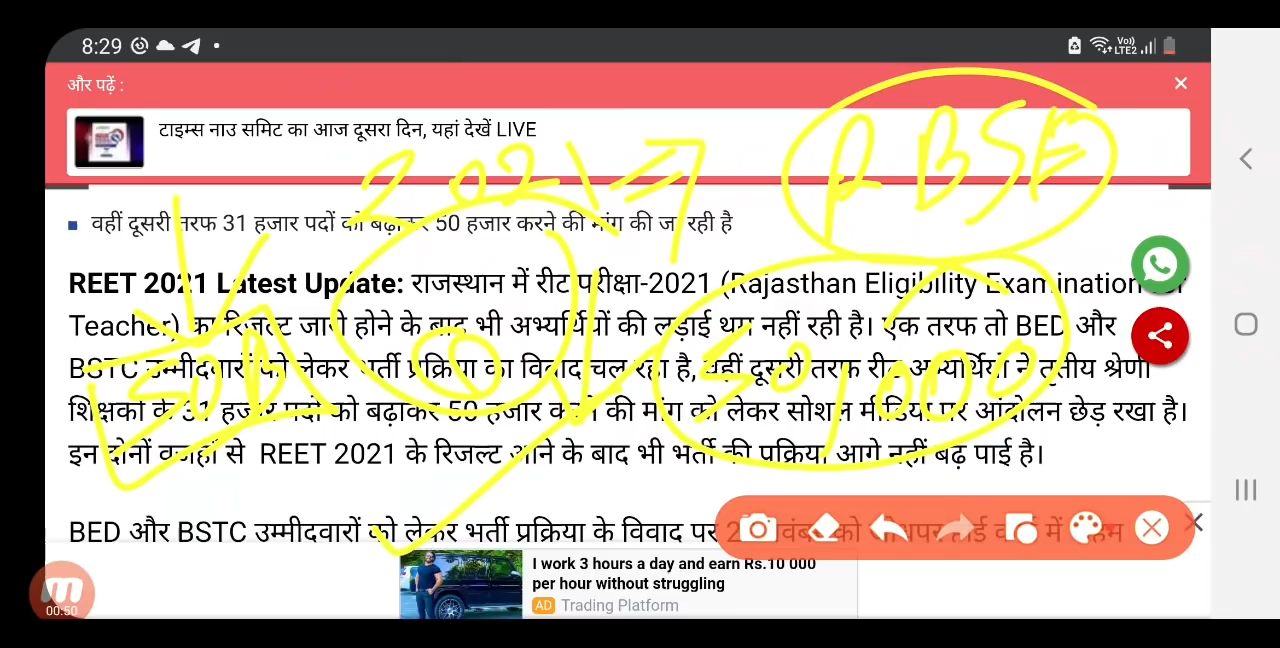 8:29 Vo)) LTE2
और पढ़ें : ×
टाइम्स नाउ समिट का आज दूसरा दिन, यहां देखें LIVE
2021 RBSE
वहीं दूसरी तरफ 31 हजार पदों को बढ़ाकर 50 हजार करने की मांग की जा रही है
REET 2021 Latest Update: राजस्थान में रीट परीक्षा-2021 (Rajasthan Eligibility Examination for
Teacher) का रिजल्ट जारी होने के बाद भी अभ्यर्थियों की लड़ाई थम नहीं रही है। एक तरफ तो BED और
BSTC उम्मीदवारों को लेकर भर्ती प्रक्रिया का विवाद चल रहा है, वहीं दूसरी तरफ रीट अभ्यर्थियों ने तृतीय श्रेणी
50,000
शिक्षकों के 31 हजार पदों को बढ़ाकर 50 हजार करने की मांग को लेकर सोशल मीडिया पर आंदोलन छेड़ रखा है।
इन दोनों वजहों से REET 2021 के रिजल्ट आने के बाद भी भर्ती की प्रक्रिया आगे नहीं बढ़ पाई है।
BED और BSTC उम्मीदवारों को लेकर भर्ती प्रक्रिया के विवाद पर
I work 3 hours a day and earn Rs.10 000
per hour without struggling
AD Trading Platform
m
00:50